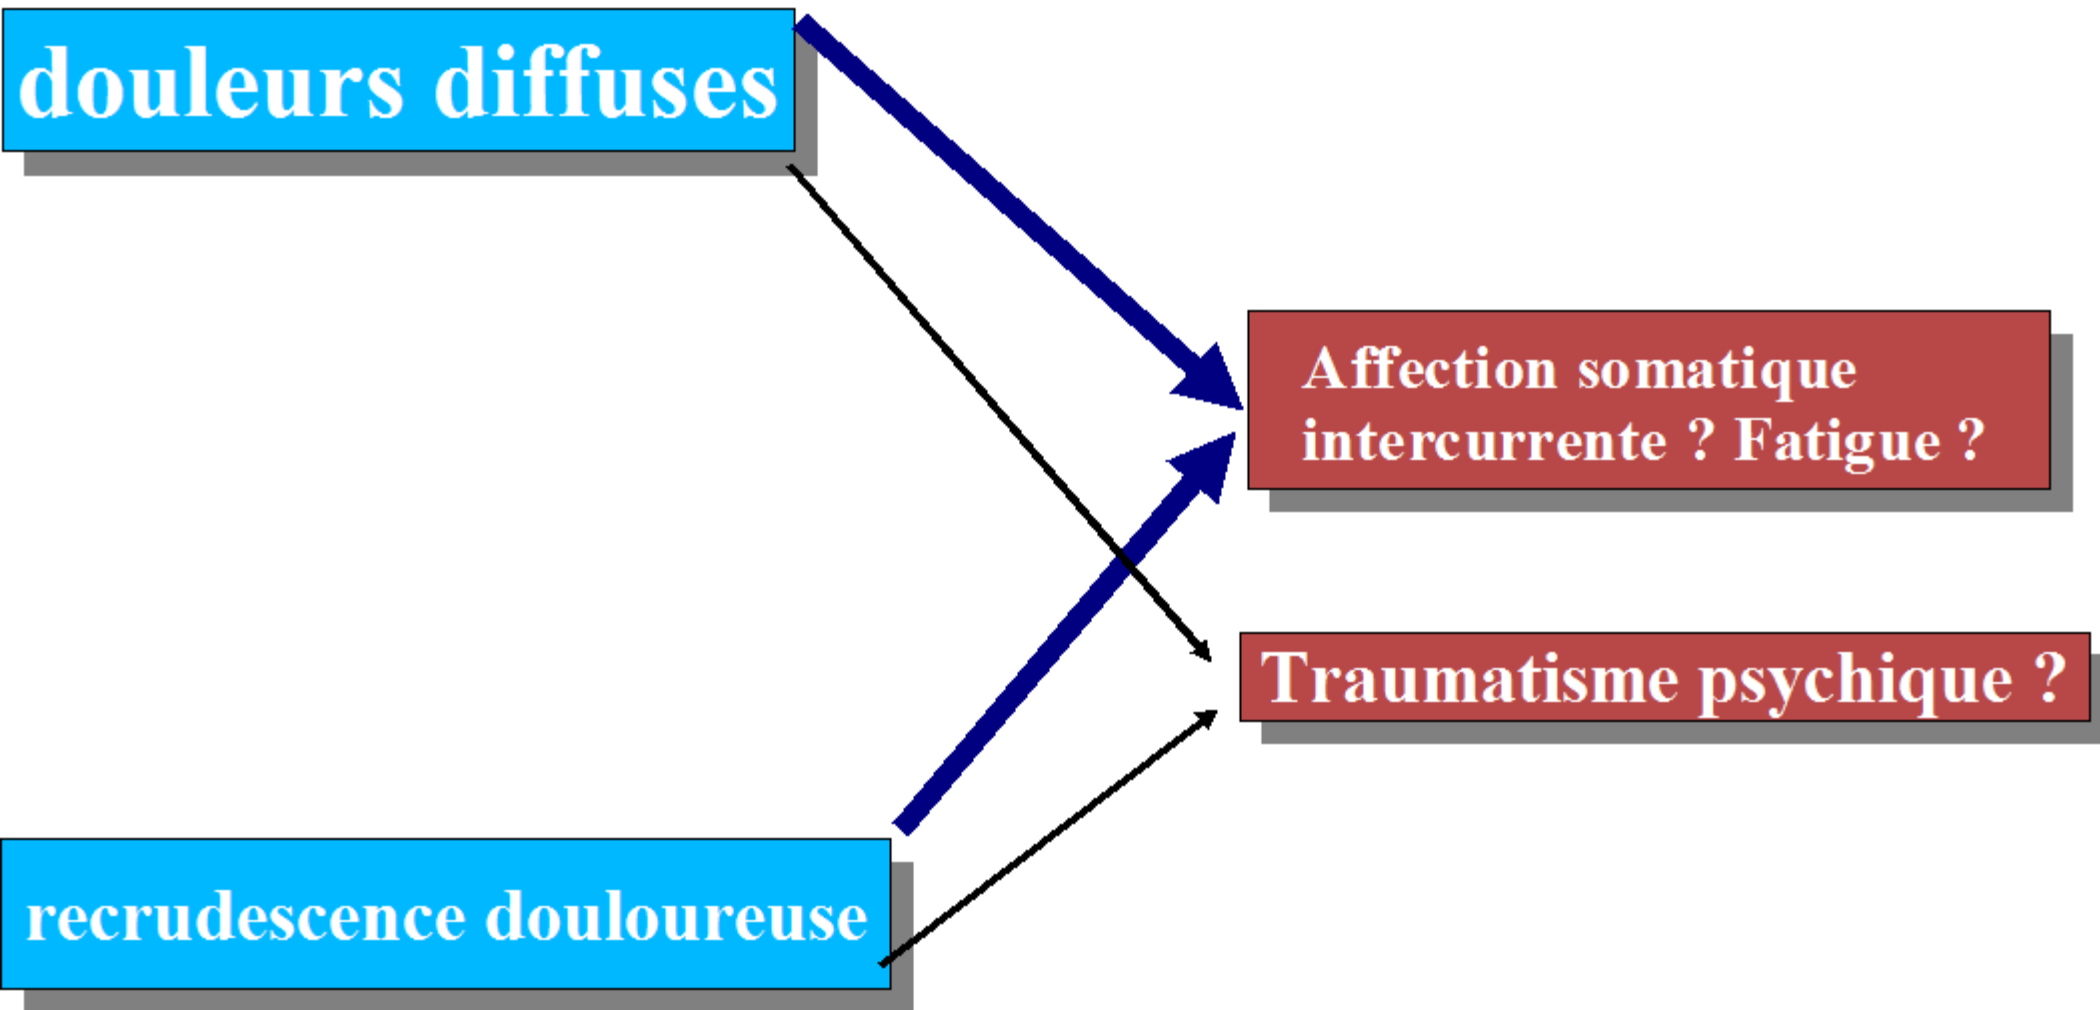 douleurs diffuses
Affection somatique
intercurrente ? Fatigue ?
Traumatisme psychique ?
recrudescence douloureuse